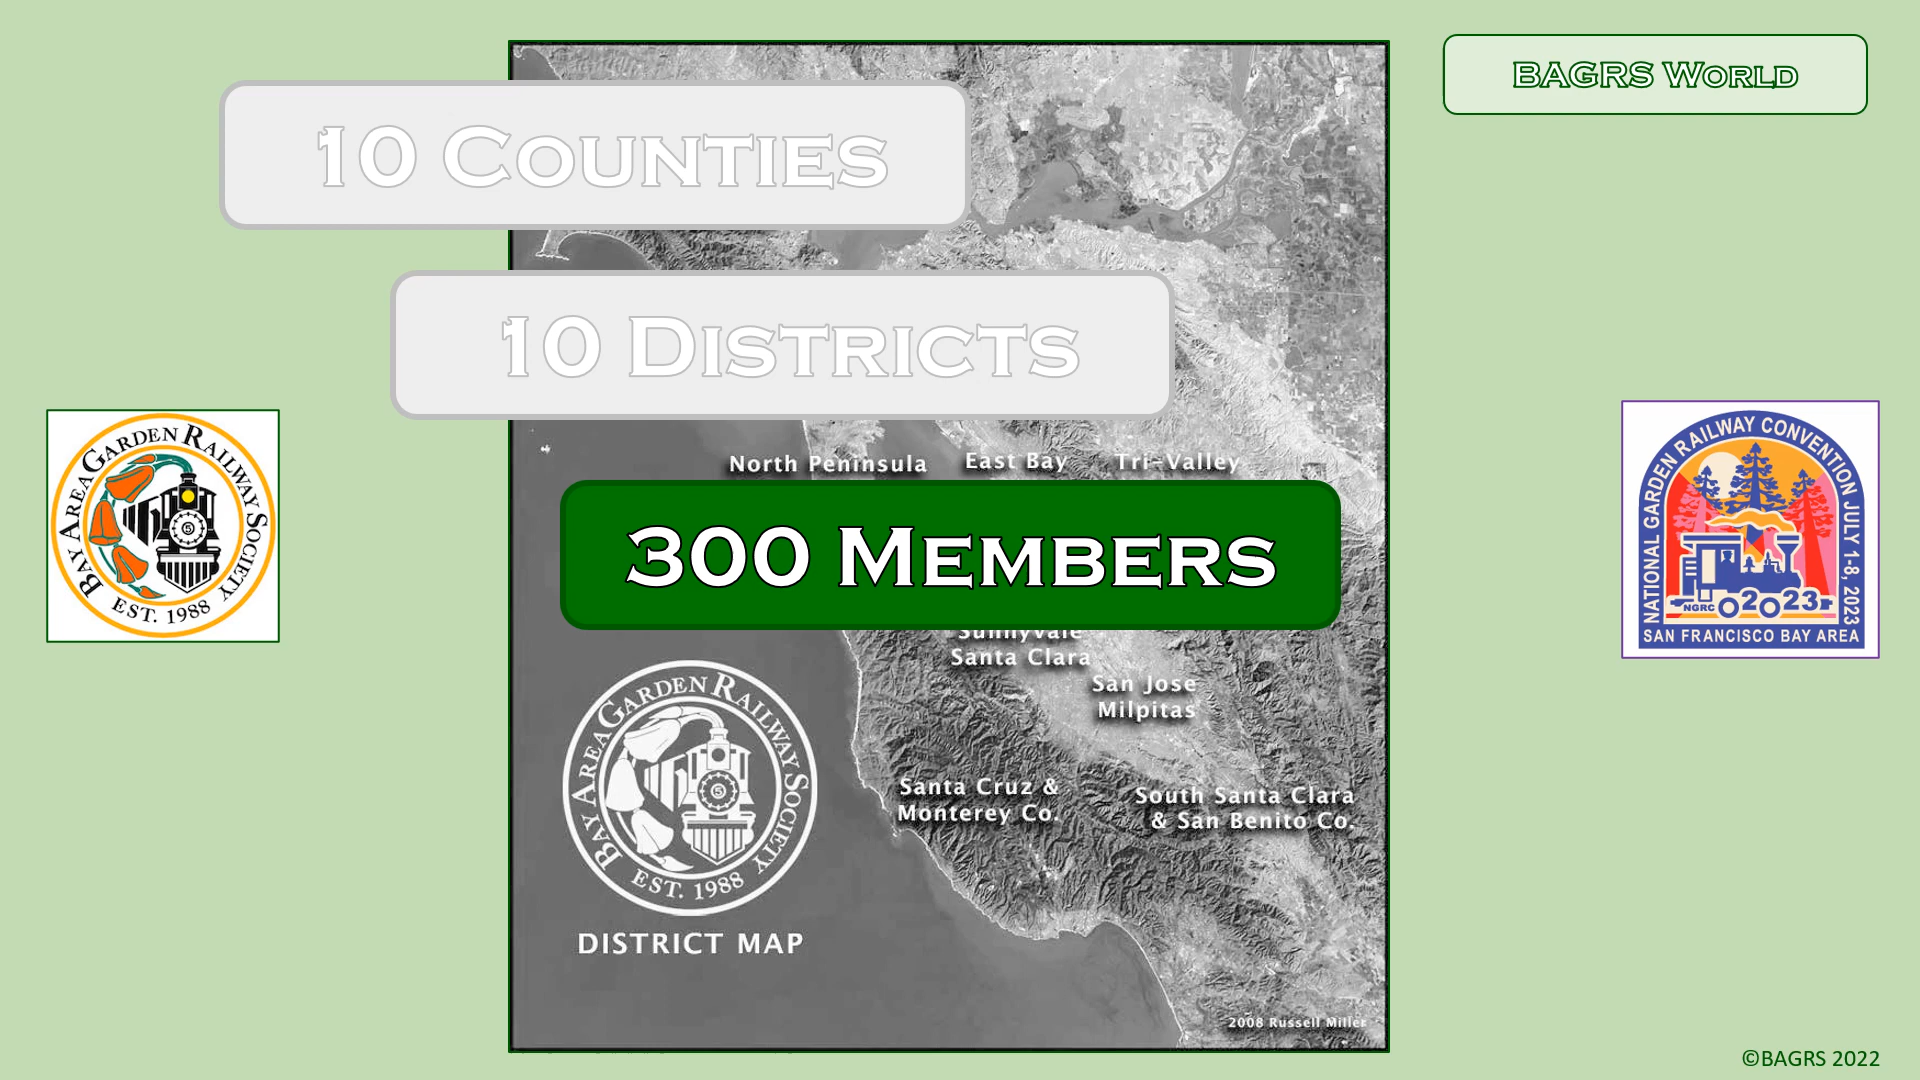 BAGRS World
10 Counties
10 Districts
North Peninsula East Bay Tri-Valley
300 Members
Sunnyvale
Santa Clara
San Jose
Milpitas
Santa Cruz &
Monterey Co.
South Santa Clara
& San Benito Co.
BAY AREA GARDEN RAILWAY SOCIETY
EST. 1988
5
DISTRICT MAP
2008 Russell Miller
BAY AREA GARDEN RAILWAY SOCIETY
EST. 1988
5
NATIONAL GARDEN RAILWAY CONVENTION JULY 1-8, 2023
NGRC 2023
SAN FRANCISCO BAY AREA
©BAGRS 2022